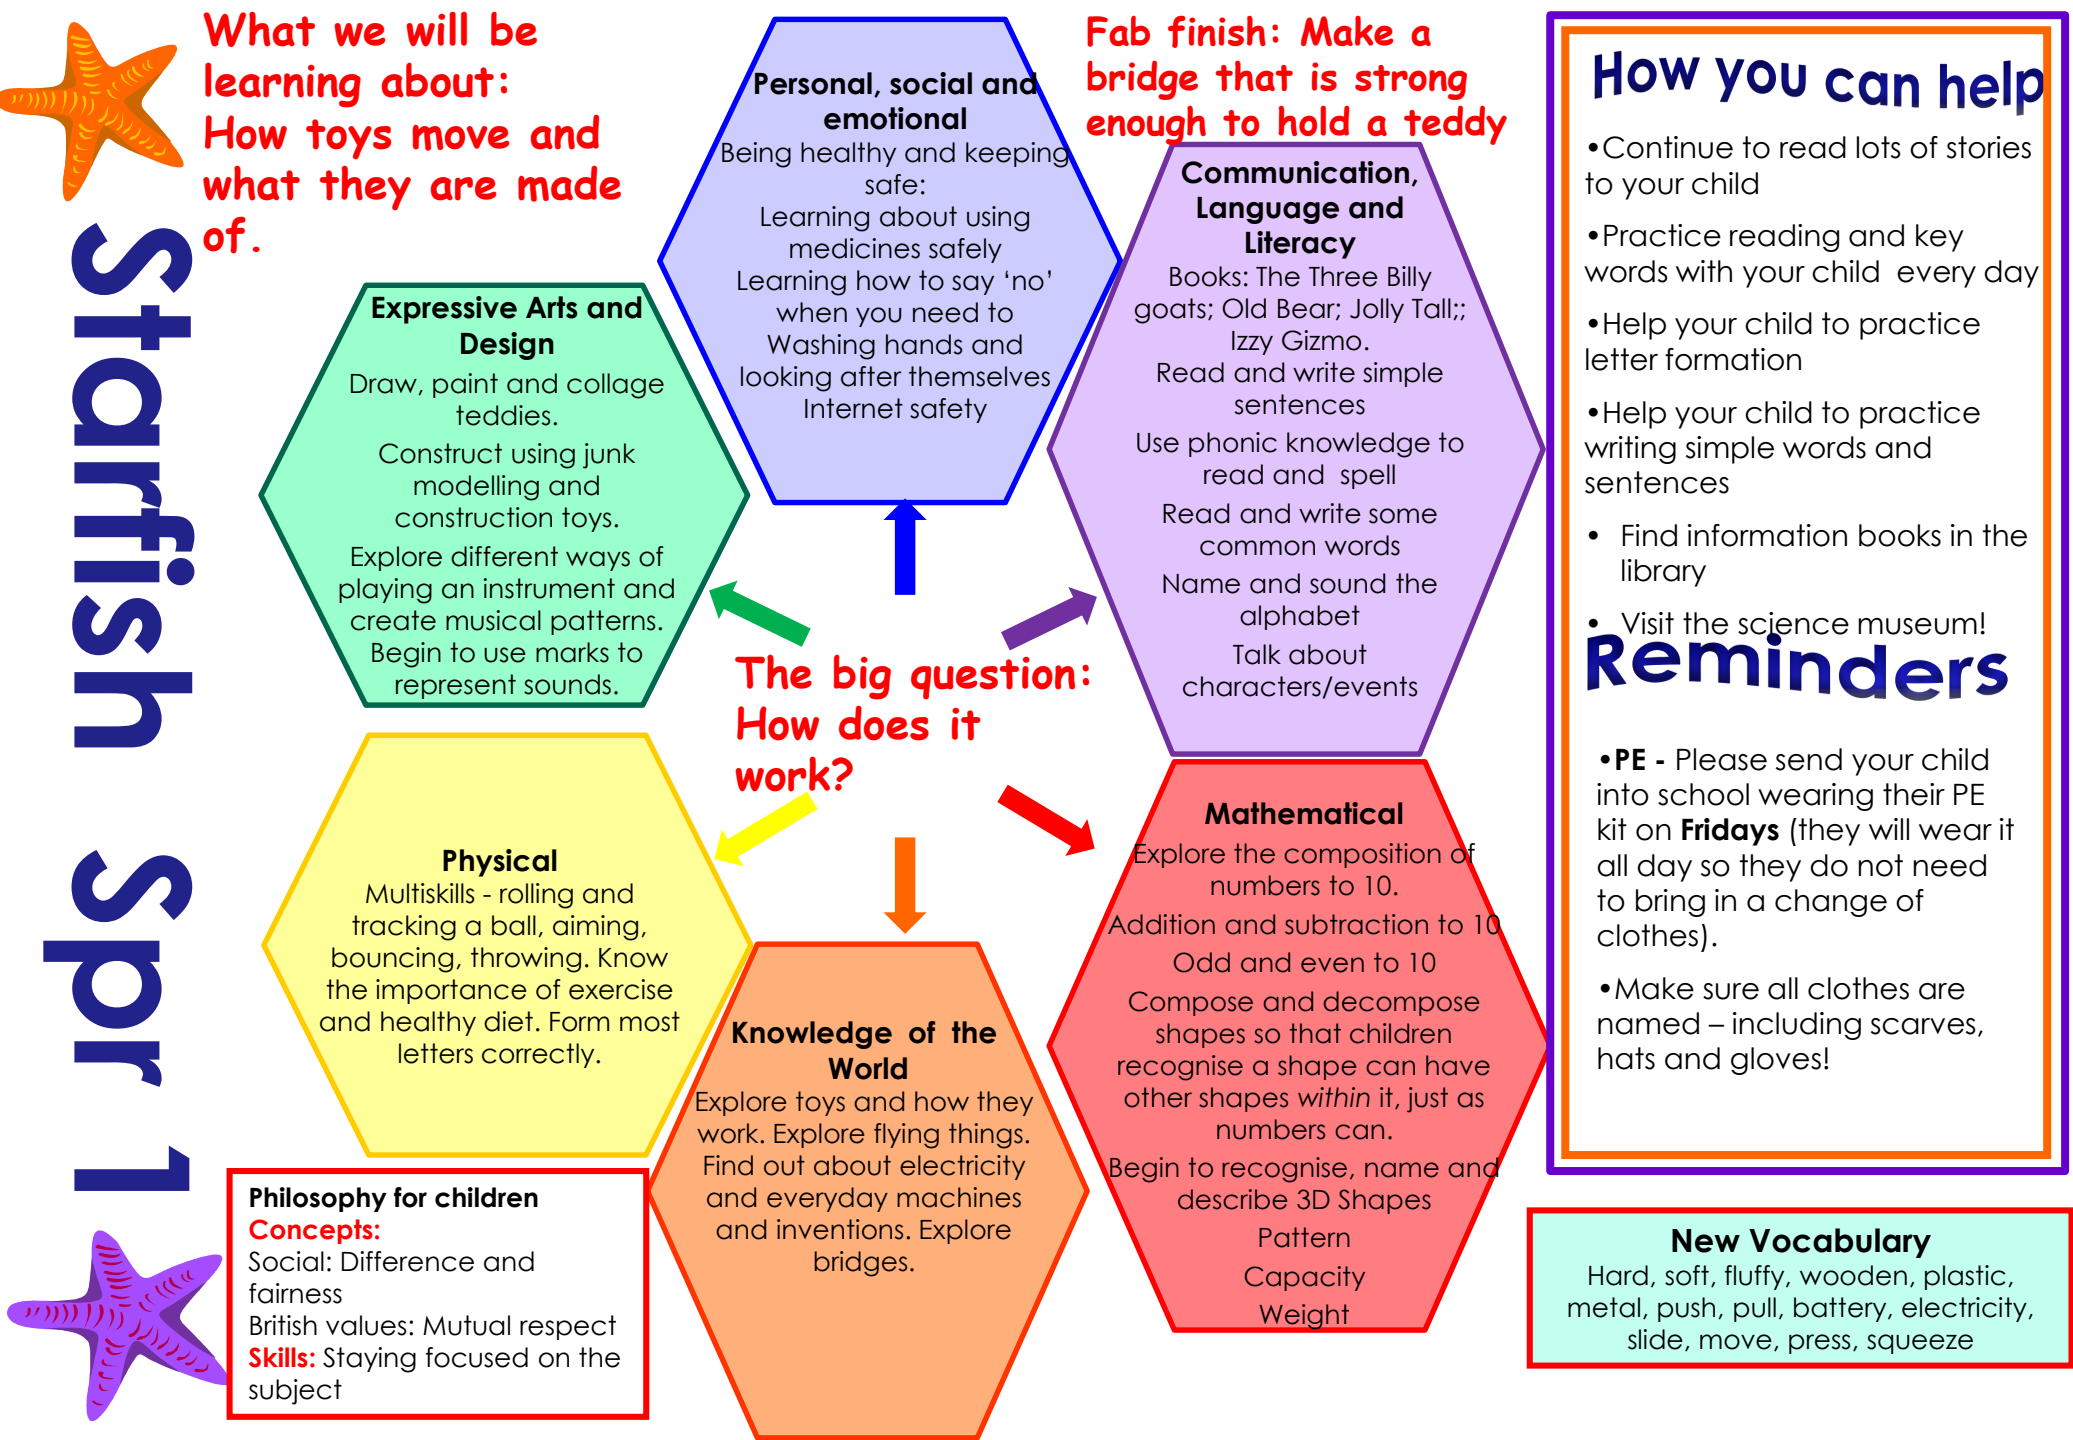 What we will be
learning about:
How toys move and
what they are made
of.
Fab finish: Make a
bridge that is strong
enough to hold a teddy
Starfish Spr 1
Personal, social and
emotional
Being healthy and keeping
safe:
Learning about using
medicines safely
Learning how to say ‘no’
when you need to
Washing hands and
looking after themselves
Internet safety
Communication,
Language and
Literacy
Books: The Three Billy
goats; Old Bear; Jolly Tall;;
Izzy Gizmo.
Read and write simple
sentences
Use phonic knowledge to
read and spell
Read and write some
common words
Name and sound the
alphabet
Talk about
characters/events
Expressive Arts and
Design
Draw, paint and collage
teddies.
Construct using junk
modelling and
construction toys.
Explore different ways of
playing an instrument and
create musical patterns.
Begin to use marks to
represent sounds.
The big question:
How does it
work?
Physical
Multiskills - rolling and
tracking a ball, aiming,
bouncing, throwing. Know
the importance of exercise
and healthy diet. Form most
letters correctly.
Knowledge of the
World
Explore toys and how they
work. Explore flying things.
Find out about electricity
and everyday machines
and inventions. Explore
bridges.
Mathematical
Explore the composition of
numbers to 10.
Addition and subtraction to 10
Odd and even to 10
Compose and decompose
shapes so that children
recognise a shape can have
other shapes within it, just as
numbers can.
Begin to recognise, name and
describe 3D Shapes
Pattern
Capacity
Weight
Philosophy for children
Concepts:
Social: Difference and
fairness
British values: Mutual respect
Skills: Staying focused on the
subject
How you can help
•Continue to read lots of stories
to your child
•Practice reading and key
words with your child every day
•Help your child to practice
letter formation
•Help your child to practice
writing simple words and
sentences
• Find information books in the
library
• Visit the science museum!
Reminders
•PE - Please send your child
into school wearing their PE
kit on Fridays (they will wear it
all day so they do not need
to bring in a change of
clothes).
•Make sure all clothes are
named – including scarves,
hats and gloves!
New Vocabulary
Hard, soft, fluffy, wooden, plastic,
metal, push, pull, battery, electricity,
slide, move, press, squeeze